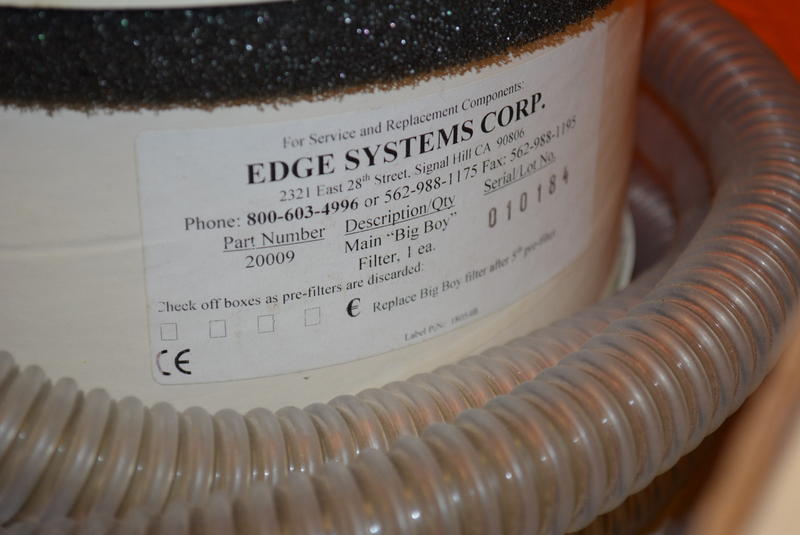 For Service and Replacement Components:
EDGE SYSTEMS CORP.
2321 East 28th Street, Signal Hill CA 90806
Phone: 800-603-4996 or 562-988-1175 Fax: 562-988-1195
Part Number Description/Qty Serial/Lot No.
20009 Main "Big Boy" 010184
Filter, 1 ea.
Check off boxes as pre-filters are discarded:
€ Replace Big Boy filter after 5th pre-filter
Label P/N:
CE